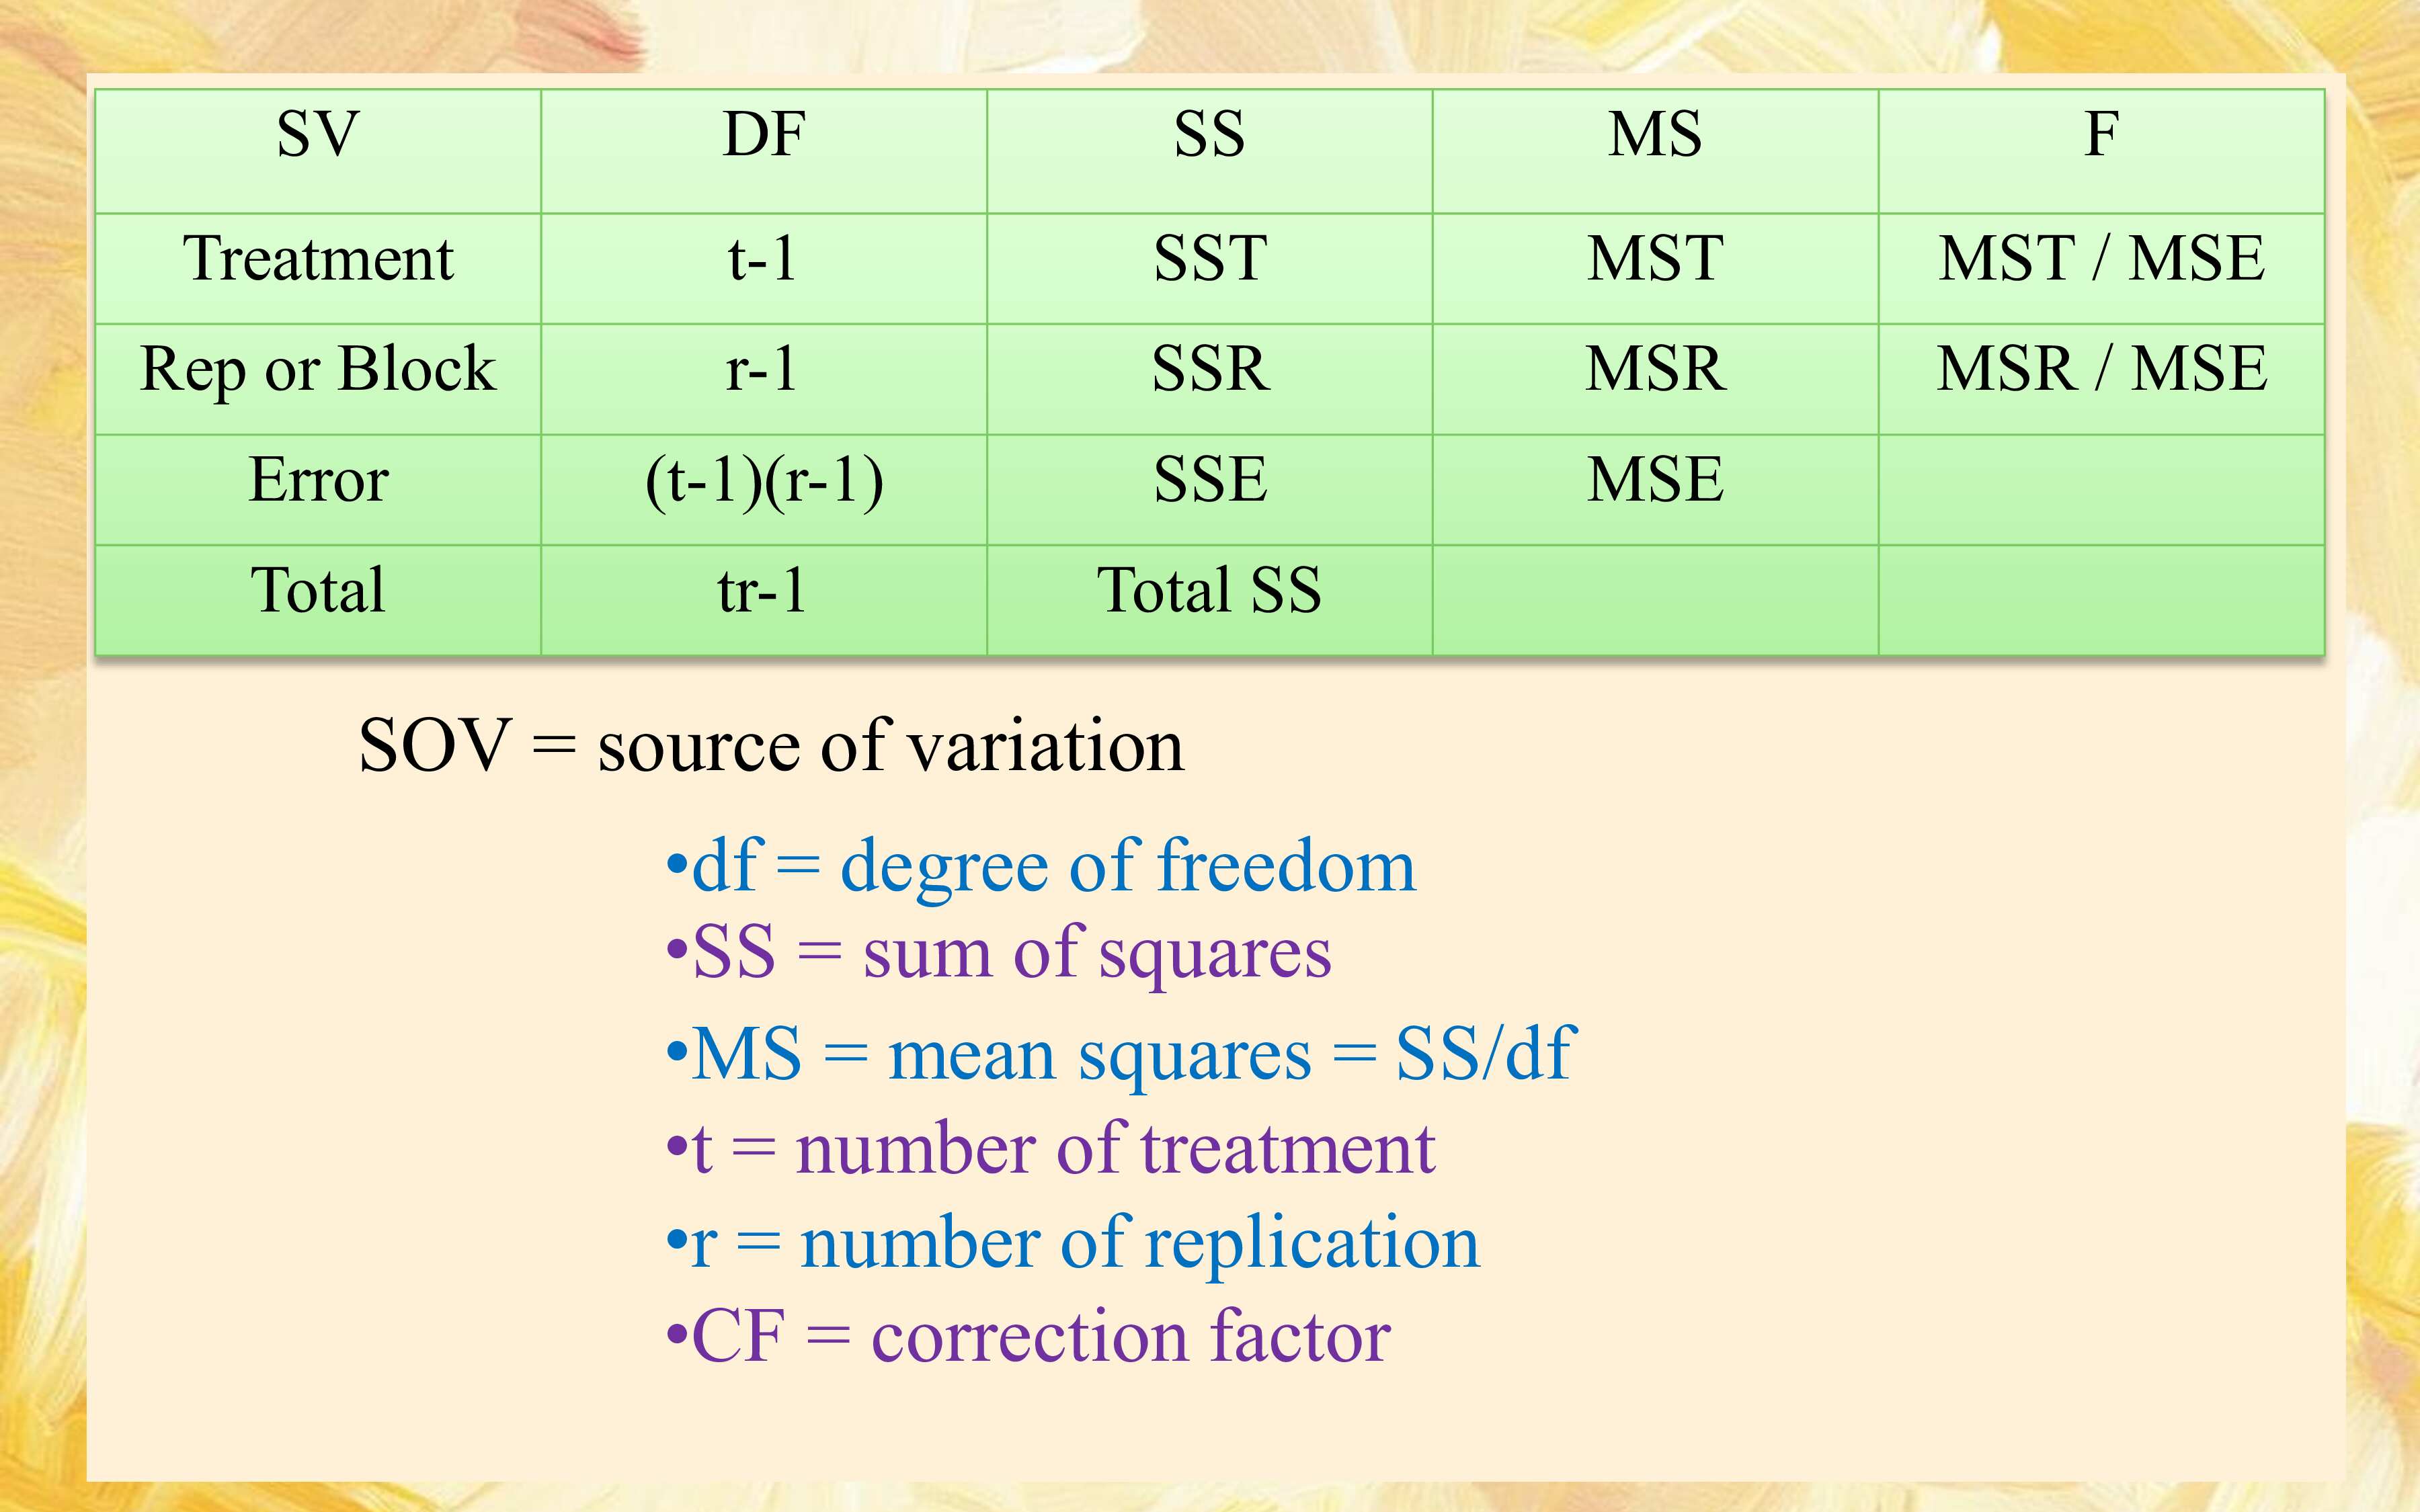 SV DF SS MS F
Treatment t-1 SST MST MST / MSE
Rep or Block r-1 SSR MSR MSR / MSE
Error (t-1)(r-1) SSE MSE
Total tr-1 Total SS
SOV = source of variation
•df = degree of freedom
•SS = sum of squares
•MS = mean squares = SS/df
•t = number of treatment
•r = number of replication
•CF = correction factor